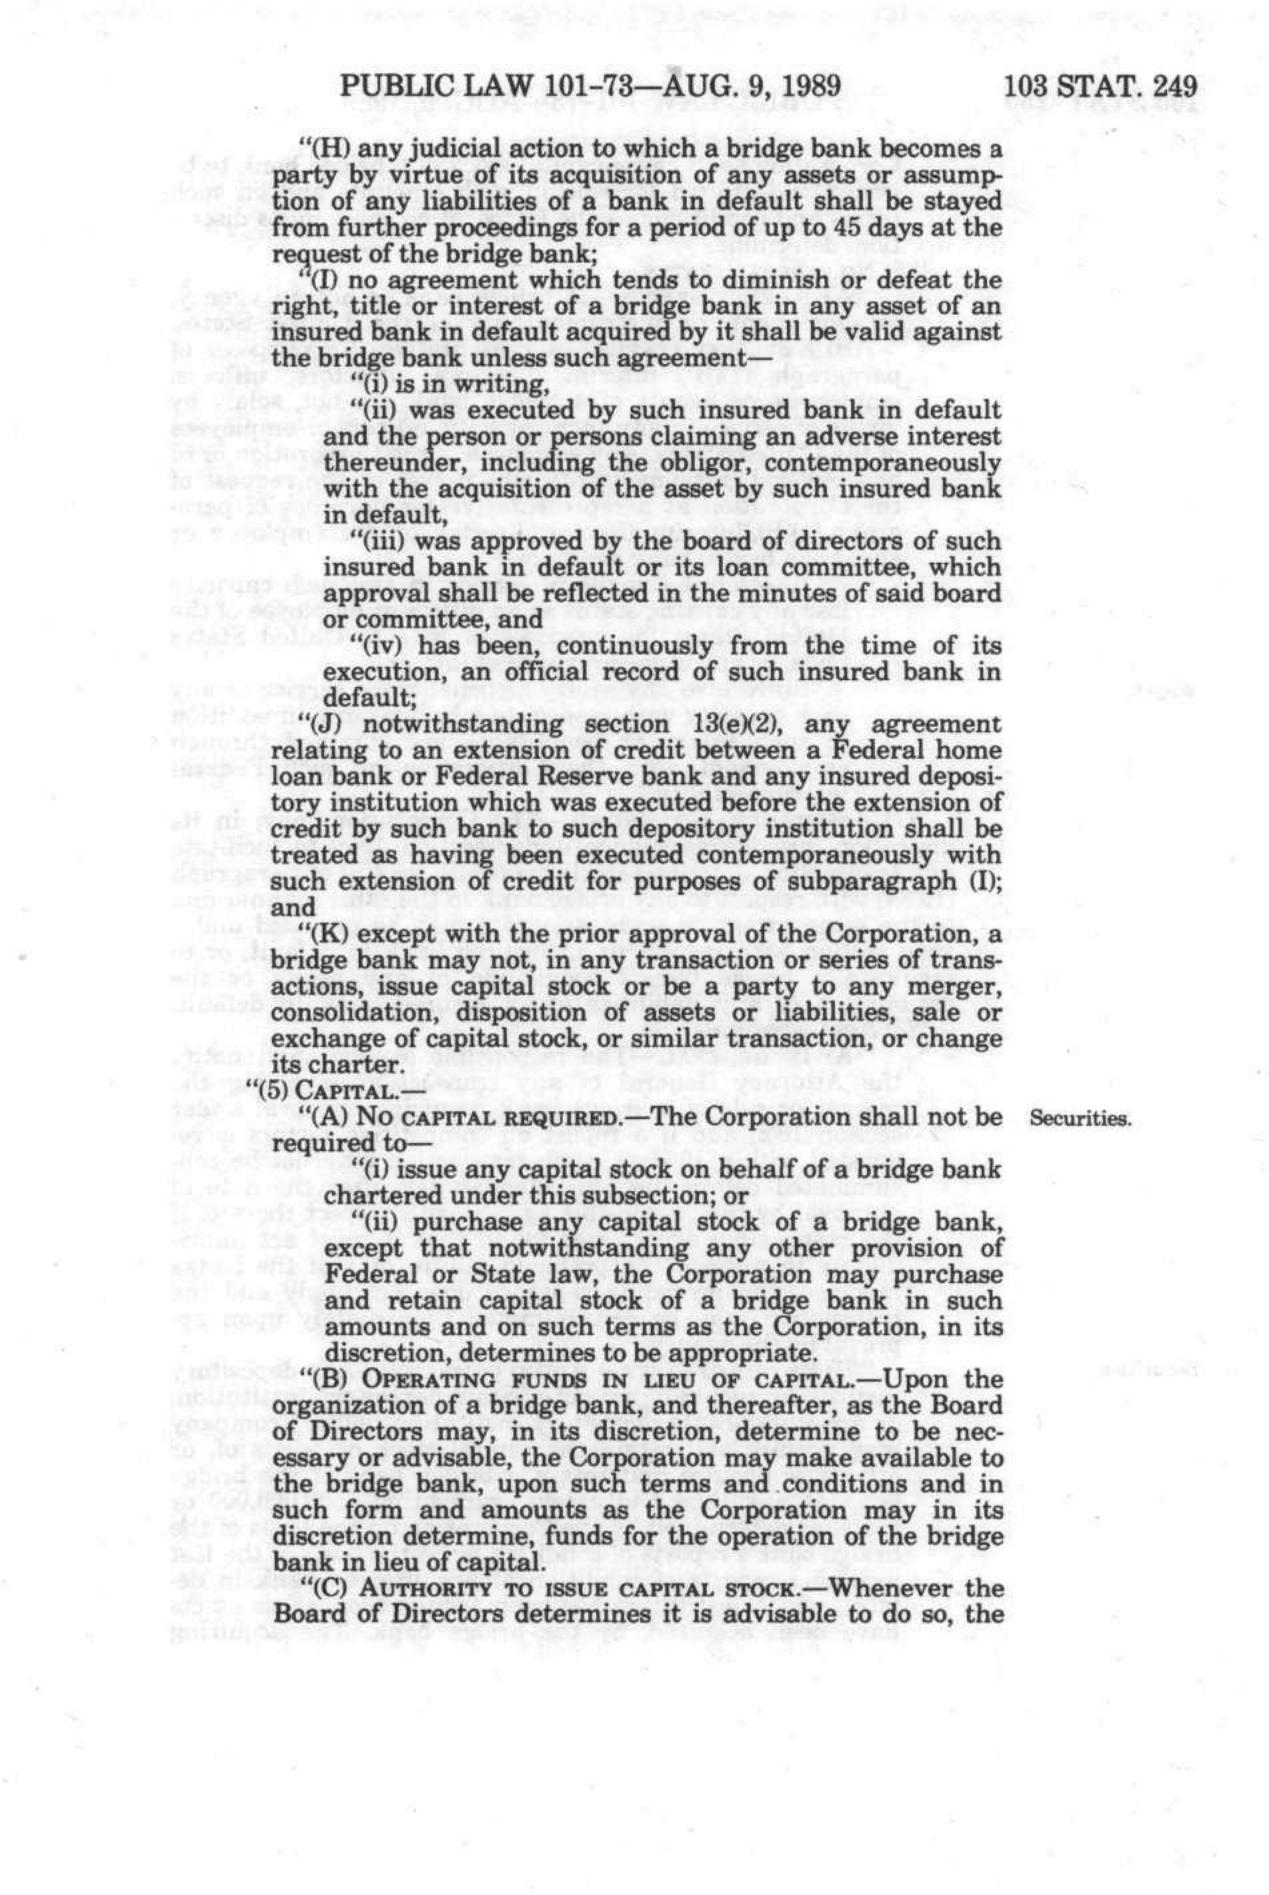 PUBLIC LAW 101-73—AUG. 9, 1989 103 STAT. 249
"(H) any judicial action to which a bridge bank becomes a
party by virtue of its acquisition of any assets or assump-
tion of any liabilities of a bank in default shall be stayed
from further proceedings for a period of up to 45 days at the
request of the bridge bank;
"(I) no agreement which tends to diminish or defeat the
right, title or interest of a bridge bank in any asset of an
insured bank in default acquired by it shall be valid against
the bridge bank unless such agreement—
"(i) is in writing,
"(ii) was executed by such insured bank in default
and the person or persons claiming an adverse interest
thereunder, including the obligor, contemporaneously
with the acquisition of the asset by such insured bank
in default,
"(iii) was approved by the board of directors of such
insured bank in default or its loan committee, which
approval shall be reflected in the minutes of said board
or committee, and
"(iv) has been, continuously from the time of its
execution, an official record of such insured bank in
default;
"(J) notwithstanding section 13(e)(2), any agreement
relating to an extension of credit between a Federal home
loan bank or Federal Reserve bank and any insured deposi-
tory institution which was executed before the extension of
credit by such bank to such depository institution shall be
treated as having been executed contemporaneously with
such extension of credit for purposes of subparagraph (I);
and
"(K) except with the prior approval of the Corporation, a
bridge bank may not, in any transaction or series of trans-
actions, issue capital stock or be a party to any merger,
consolidation, disposition of assets or liabilities, sale or
exchange of capital stock, or similar transaction, or change
its charter.
"(5) CAPITAL.—
"(A) NO CAPITAL REQUIRED.—The Corporation shall not be Securities.
required to—
"(i) issue any capital stock on behalf of a bridge bank
chartered under this subsection; or
"(ii) purchase any capital stock of a bridge bank,
except that notwithstanding any other provision of
Federal or State law, the Corporation may purchase
and retain capital stock of a bridge bank in such
amounts and on such terms as the Corporation, in its
discretion, determines to be appropriate.
"(B) OPERATING FUNDS IN LIEU OF CAPITAL.—Upon the
organization of a bridge bank, and thereafter, as the Board
of Directors may, in its discretion, determine to be nec-
essary or advisable, the Corporation may make available to
the bridge bank, upon such terms and conditions and in
such form and amounts as the Corporation may in its
discretion determine, funds for the operation of the bridge
bank in lieu of capital.
"(C) AUTHORITY TO ISSUE CAPITAL STOCK.—Whenever the
Board of Directors determines it is advisable to do so, the